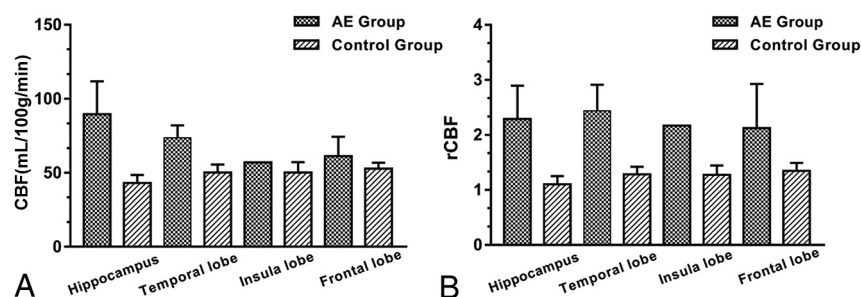 AE Group
Control Group
CBF(mL/100g/min)
150
100
50
0
Hippocampus
Temporal lobe
Insula lobe
Frontal lobe
A
AE Group
Control Group
rCBF
4
3
2
1
0
Hippocampus
Temporal lobe
Insula lobe
Frontal lobe
B